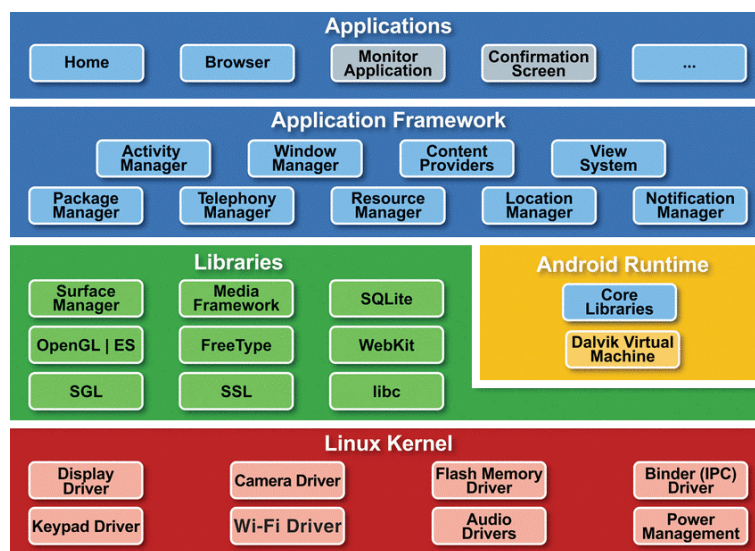 Applications
Home
Browser
Monitor
Application
Confirmation
Screen
...
Application Framework
Activity
Manager
Window
Manager
Content
Providers
View
System
Package
Manager
Telephony
Manager
Resource
Manager
Location
Manager
Notification
Manager
Libraries
Surface
Manager
Media
Framework
SQLite
OpenGL | ES
FreeType
WebKit
SGL
SSL
libc
Android Runtime
Core
Libraries
Dalvik Virtual
Machine
Linux Kernel
Display
Driver
Camera Driver
Flash Memory
Driver
Binder (IPC)
Driver
Keypad Driver
Wi-Fi Driver
Audio
Drivers
Power
Management